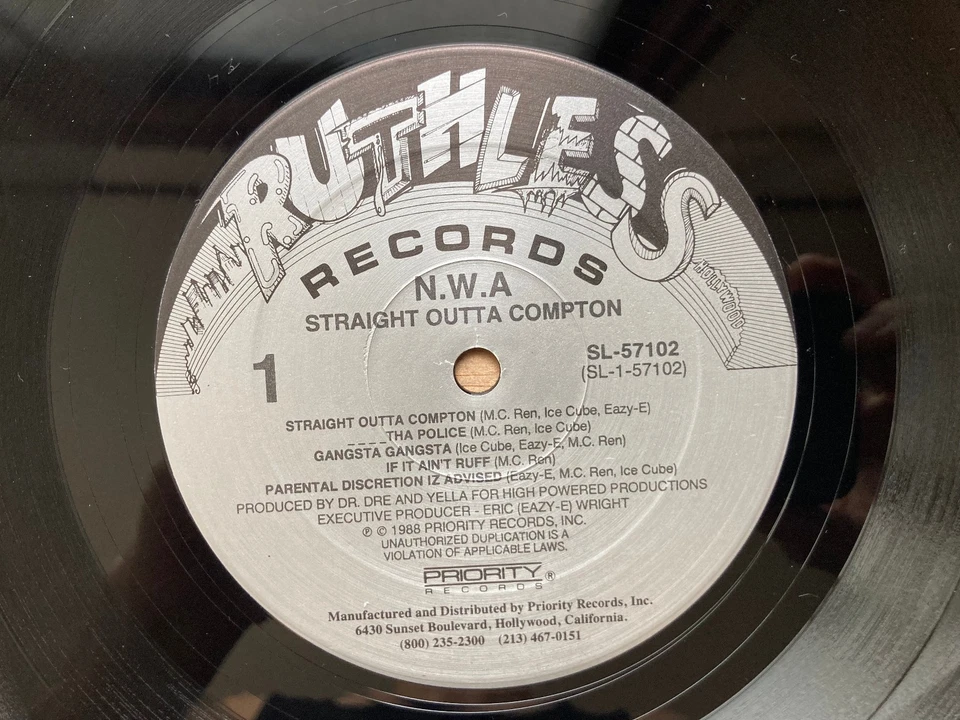 RUTHLESS
RECORDS
HOLLYWOOD
N.W.A
STRAIGHT OUTTA COMPTON
1
SL-57102
(SL-1-57102)
STRAIGHT OUTTA COMPTON (M.C. Ren, Ice Cube, Eazy-E)
____THA POLICE (M.C. Ren, Ice Cube)
GANGSTA GANGSTA (Ice Cube, Eazy-E, M.C. Ren)
IF IT AIN'T RUFF (M.C. Ren)
PARENTAL DISCRETION IZ ADVISED (Eazy-E, M.C. Ren, Ice Cube)
PRODUCED BY DR. DRE AND YELLA FOR HIGH POWERED PRODUCTIONS
EXECUTIVE PRODUCER - ERIC (EAZY-E) WRIGHT
℗ © 1988 PRIORITY RECORDS, INC.
UNAUTHORIZED DUPLICATION IS A
VIOLATION OF APPLICABLE LAWS.
PRIORITY®
RECORDS
Manufactured and Distributed by Priority Records, Inc.
6430 Sunset Boulevard, Hollywood, California.
(800) 235-2300 (213) 467-0151